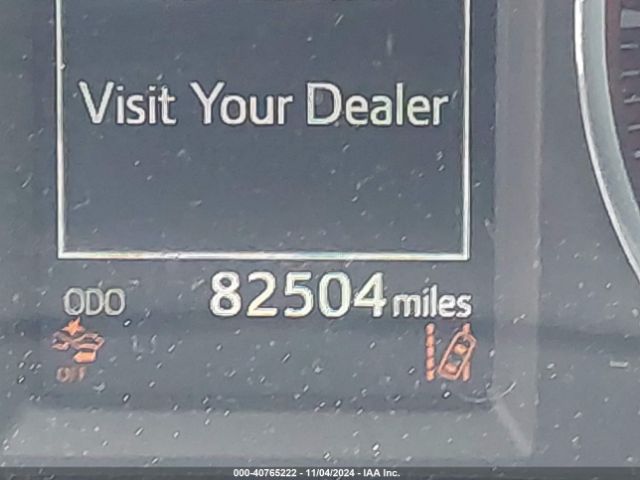 Visit Your Dealer
ODO 82504 miles
OFF
000-40765222 - 11/04/2024 - IAA Inc.